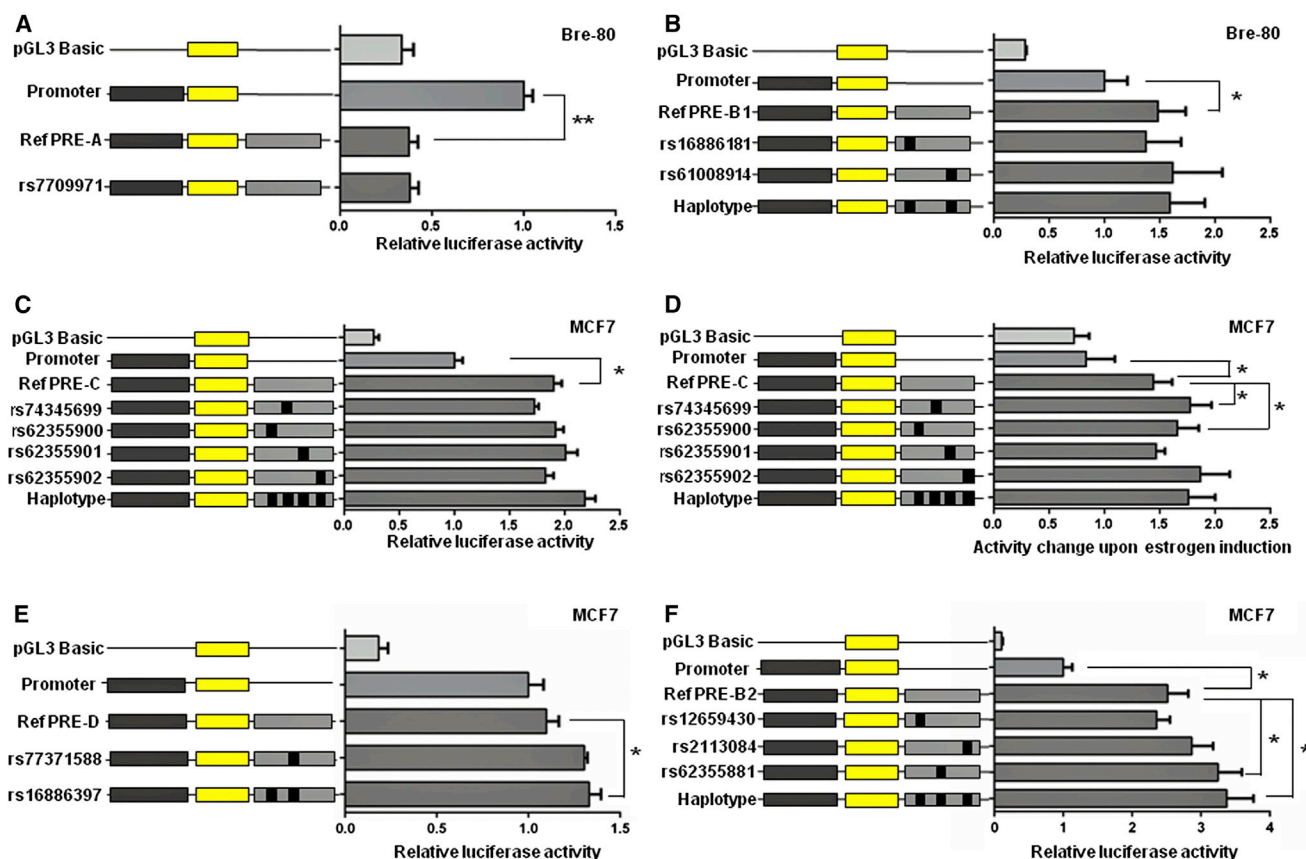 A
Bre-80
pGL3 Basic
Promoter
Ref PRE-A
**
rs7709971
0.0 0.5 1.0 1.5
Relative luciferase activity
B
Bre-80
pGL3 Basic
Promoter
Ref PRE-B1
*
rs16886181
rs61008914
Haplotype
0.0 0.5 1.0 1.5 2.0 2.5
Relative luciferase activity
C
MCF7
pGL3 Basic
Promoter
*
Ref PRE-C
rs74345699
rs62355900
rs62355901
rs62355902
Haplotype
0.0 0.5 1.0 1.5 2.0 2.5
Relative luciferase activity
D
MCF7
pGL3 Basic
Promoter
*
Ref PRE-C
* *
rs74345699
rs62355900
rs62355901
rs62355902
Haplotype
0.0 0.5 1.0 1.5 2.0 2.5
Activity change upon estrogen induction
E
MCF7
pGL3 Basic
Promoter
Ref PRE-D
*
rs77371588
rs16886397
0.0 0.5 1.0 1.5
Relative luciferase activity
F
MCF7
pGL3 Basic
Promoter
*
Ref PRE-B2
rs12659430
* *
rs2113084
rs62355881
Haplotype
0 1 2 3 4
Relative luciferase activity